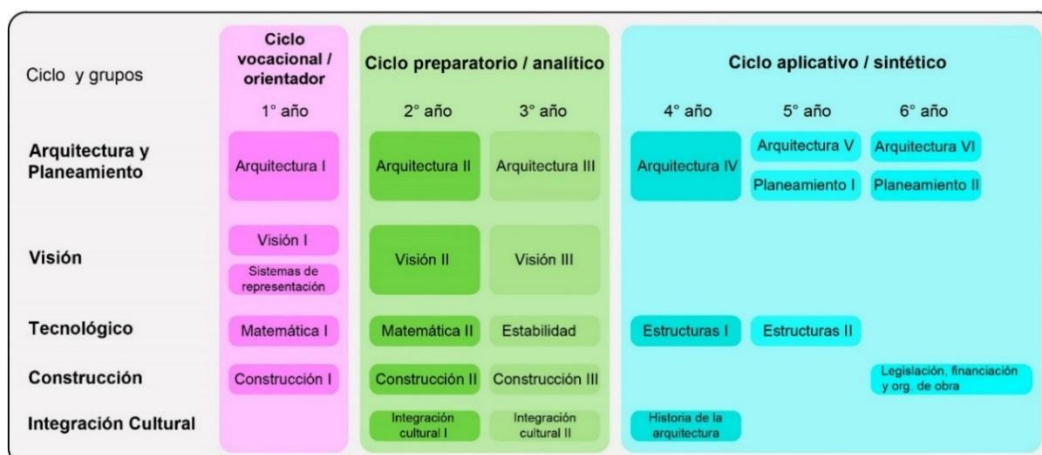 Ciclo y grupos
Ciclo
vocacional /
orientador
Ciclo preparatorio / analítico
Ciclo aplicativo / sintético
1° año
2° año
3° año
4° año
5° año
6° año
Arquitectura y
Planeamiento
Arquitectura I
Arquitectura II
Arquitectura III
Arquitectura IV
Arquitectura V
Arquitectura VI
Planeamiento I
Planeamiento II
Visión
Visión I
Sistemas de
representación
Visión II
Visión III
Tecnológico
Matemática I
Matemática II
Estabilidad
Estructuras I
Estructuras II
Construcción
Construcción I
Construcción II
Construcción III
Legislación, financiación
y org. de obra
Integración Cultural
Integración
cultural I
Integración
cultural II
Historia de la
arquitectura